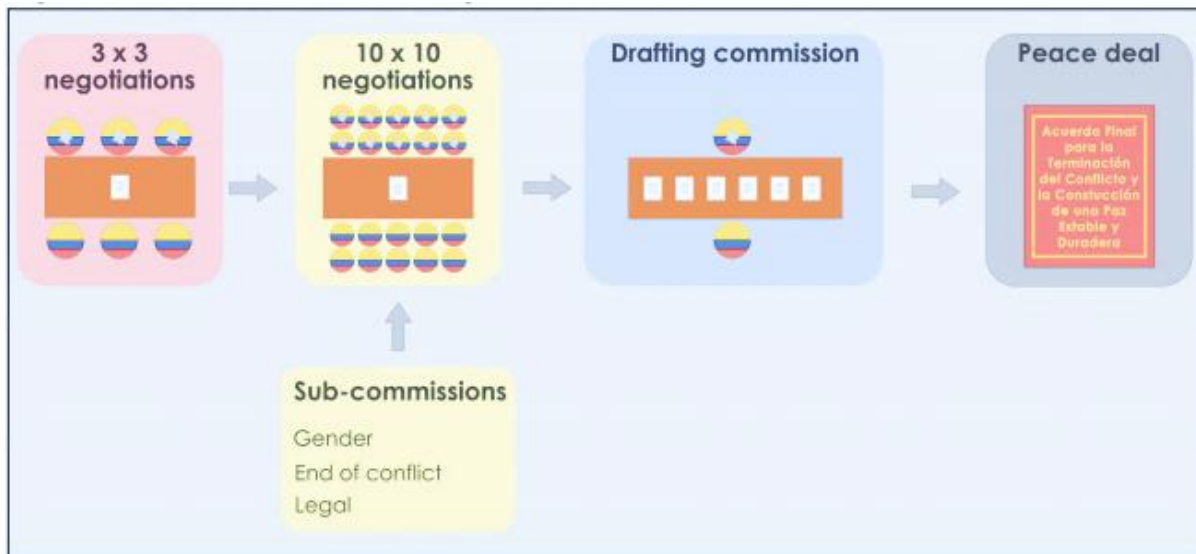 3 x 3
negotiations
10 x 10
negotiations
Drafting commission
Peace deal
Acuerdo Final
para la
Terminación
del Conflicto y
la Constucción
de una Paz
Estable y
Duradera
Sub-commissions
Gender
End of conflict
Legal